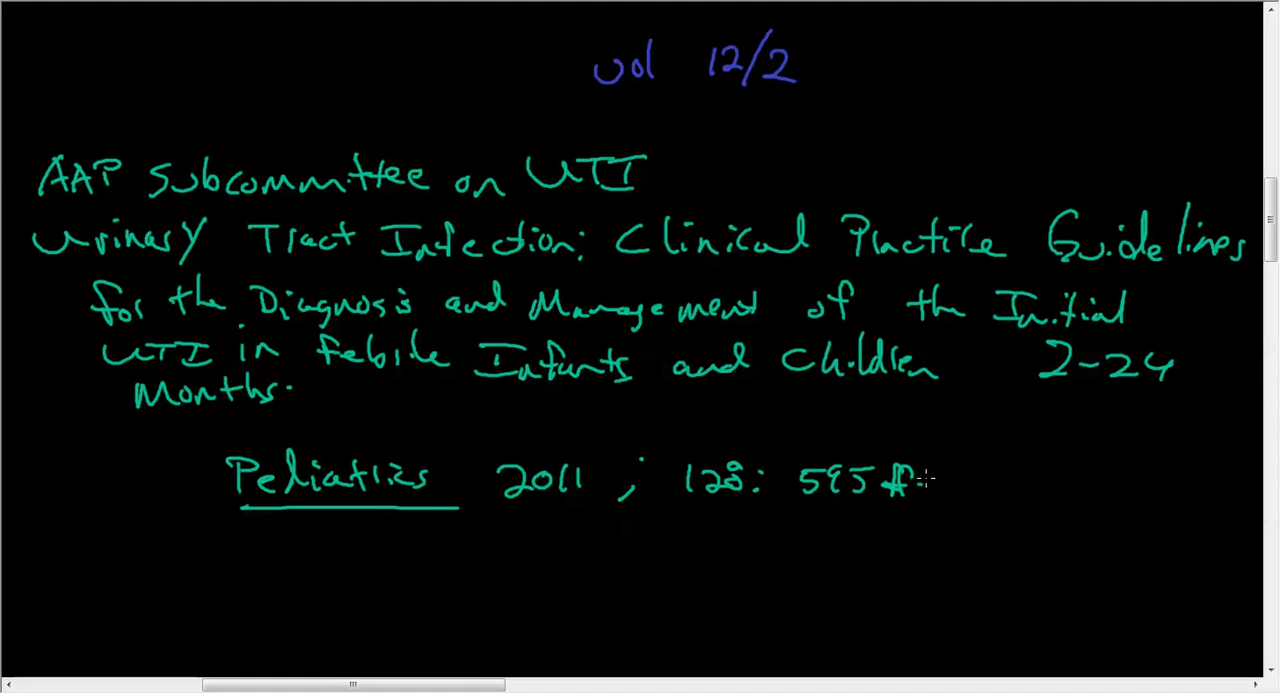 vol 12/2
AAP Subcommittee on UTI
Urinary Tract Infection: Clinical Practice Guidelines
for the Diagnosis and Management of the Initial
UTI in febrile Infants and Children 2-24
Months.
Pediatrics 2011 ; 128: 595